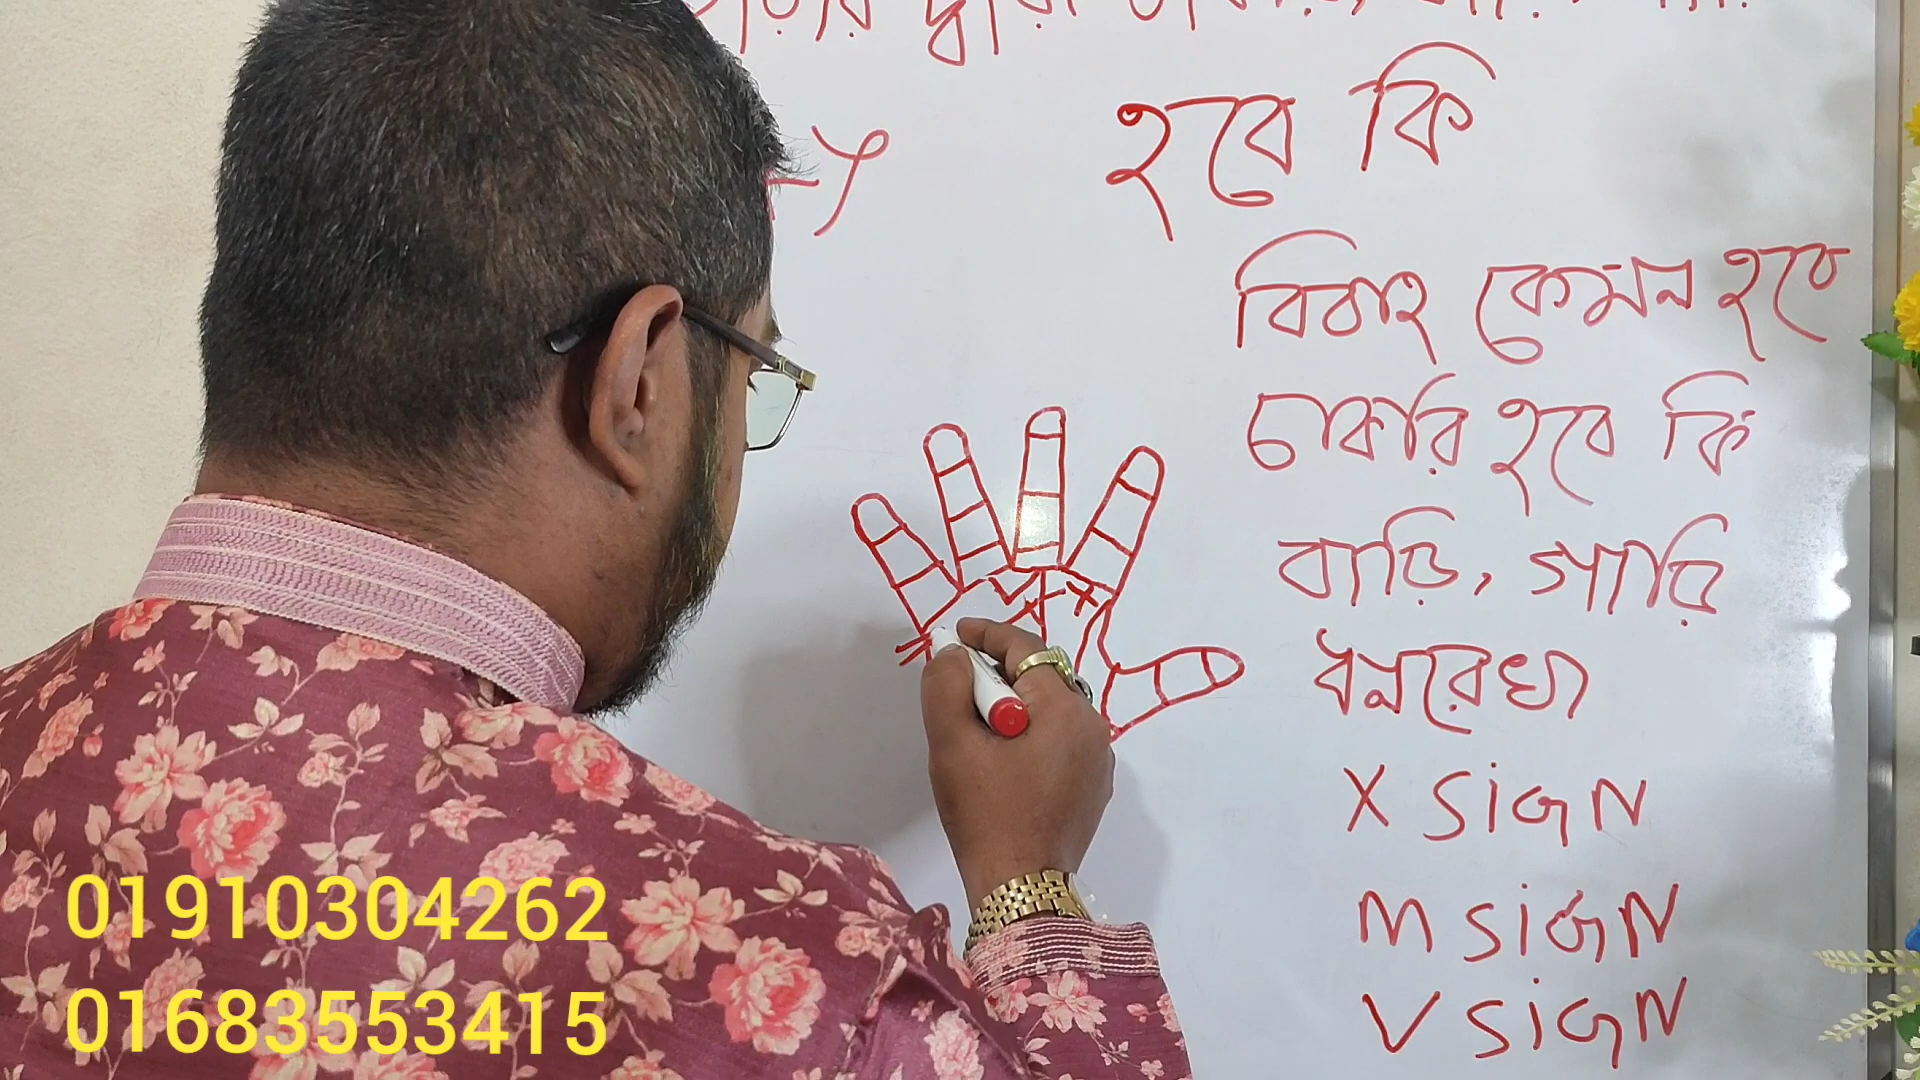 হবে কি
বিবাহ কেমন হবে
চাকরি হবে কি
বাড়ি, গ্যারি
ধনরেখা
X SIGN
M SIGN
V SIGN
01910304262
01683553415